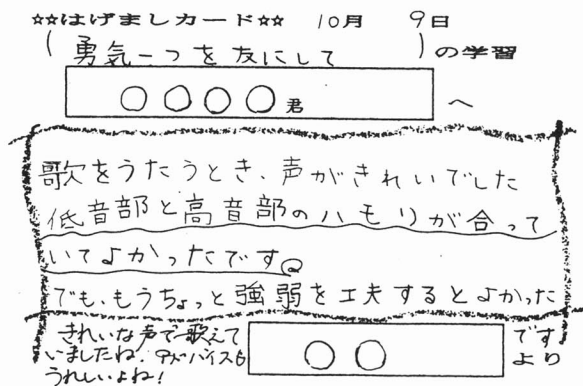 ☆☆はげましカード☆☆ 10月 9日
(勇気一つを友にして)の学習
○○○○君 へ
歌をうたうとき、声がきれいでした
低音部と高音部のハモリが合って
いてよかったです。
でも、もうちょっと強弱を工夫するとよかった
です
○○ より
きれいな声で歌えて
いましたね。アドバイスも
うれしいよね!